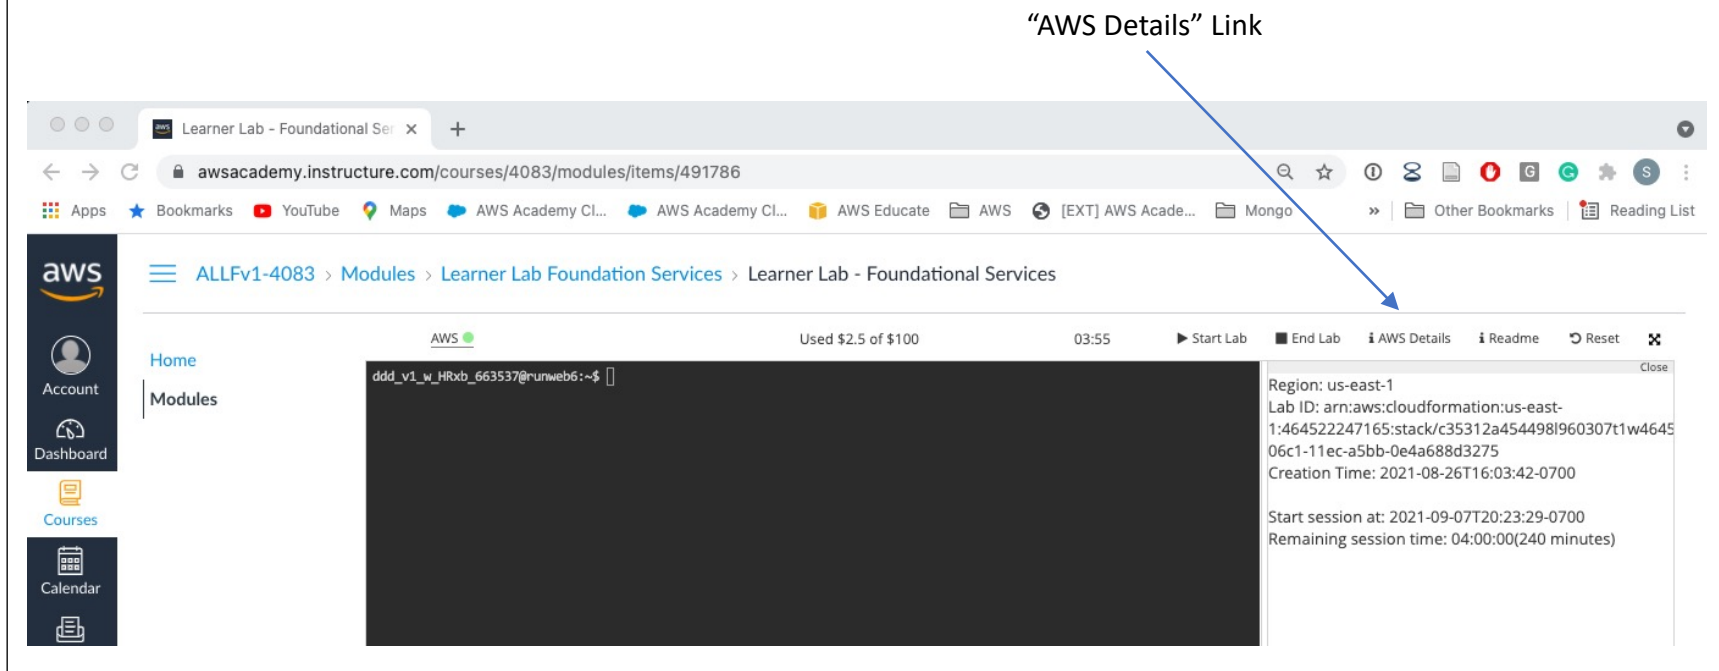 “AWS Details” Link
aws Learner Lab - Foundational Ser
awsacademy.instructure.com/courses/4083/modules/items/491786 G S
Apps Bookmarks YouTube Maps AWS Academy Cl... AWS Academy Cl... AWS Educate AWS [EXT] AWS Acade... Mongo » Other Bookmarks Reading List
aws
ALLFv1-4083 > Modules > Learner Lab Foundation Services > Learner Lab - Foundational Services
AWS Used $2.5 of $100 03:55 Start Lab End Lab i AWS Details i Readme Reset
Home
Modules
Account
Dashboard
Courses
Calendar
ddd_v1_w_HRxb_663537@runweb6:~$
Close
Region: us-east-1
Lab ID: arn:aws:cloudformation:us-east-
1:464522247165:stack/c35312a454498l960307t1w4645
06c1-11ec-a5bb-0e4a688d3275
Creation Time: 2021-08-26T16:03:42-0700
Start session at: 2021-09-07T20:23:29-0700
Remaining session time: 04:00:00(240 minutes)